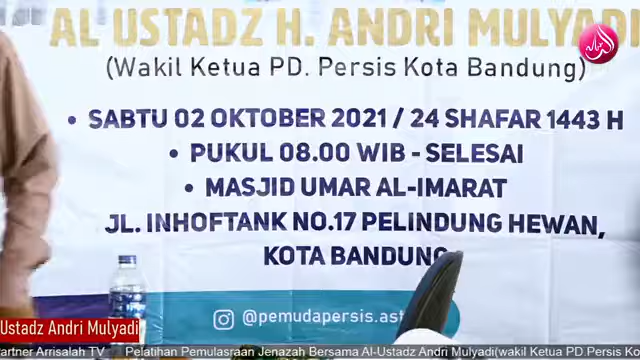 AL USTADZ H. ANDRI MULYADI
(Wakil Ketua PD. Persis Kota Bandung)
• SABTU 02 OKTOBER 2021 / 24 SHAFAR 1443 H
• PUKUL 08.00 WIB - SELESAI
• MASJID UMAR AL-IMARAT
JL. INHOFTANK NO.17 PELINDUNG HEWAN,
KOTA BANDUNG
@pemudapersis.ast
Ustadz Andri Mulyadi
Partner Arrisalah TV Pelatihan Pemulasraan Jenazah Bersama Al-Ustadz Andri Mulyadi(wakil Ketua PD.Persis Ko